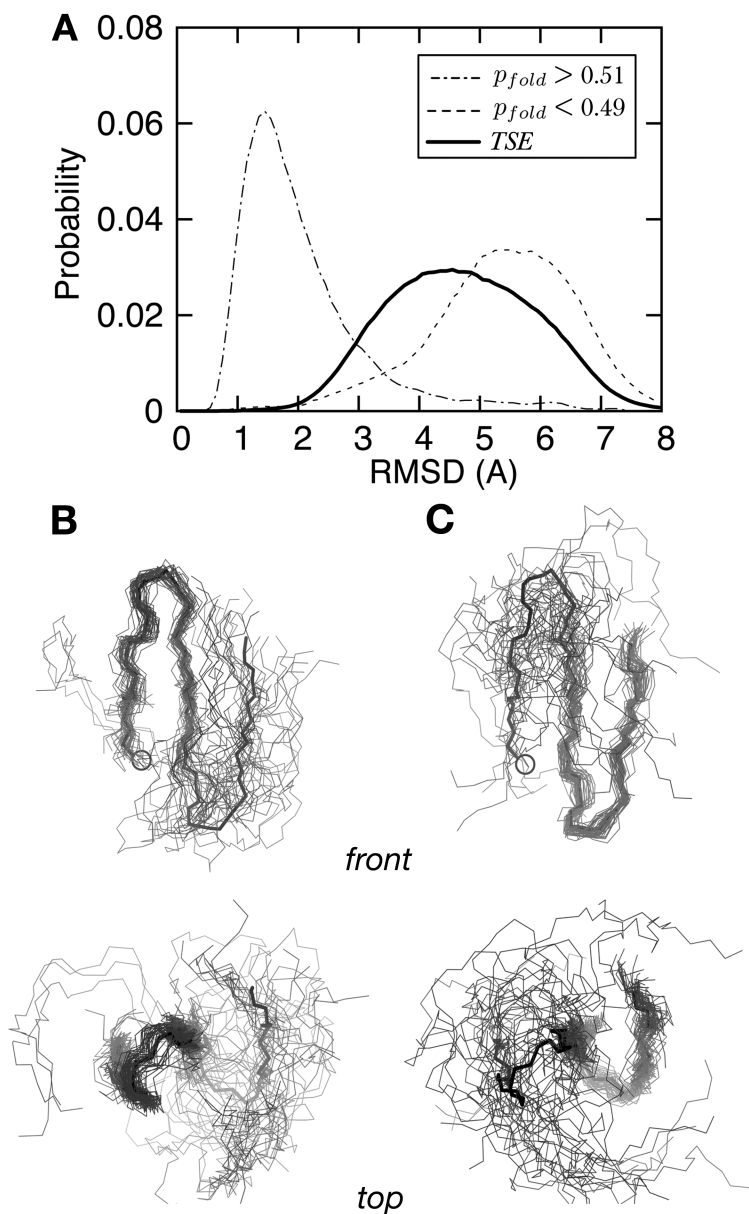 A
0.08
0.06
0.04
0.02
0
Probability
p_fold > 0.51
p_fold < 0.49
TSE
0 1 2 3 4 5 6 7 8
RMSD (A)
B
C
front
top